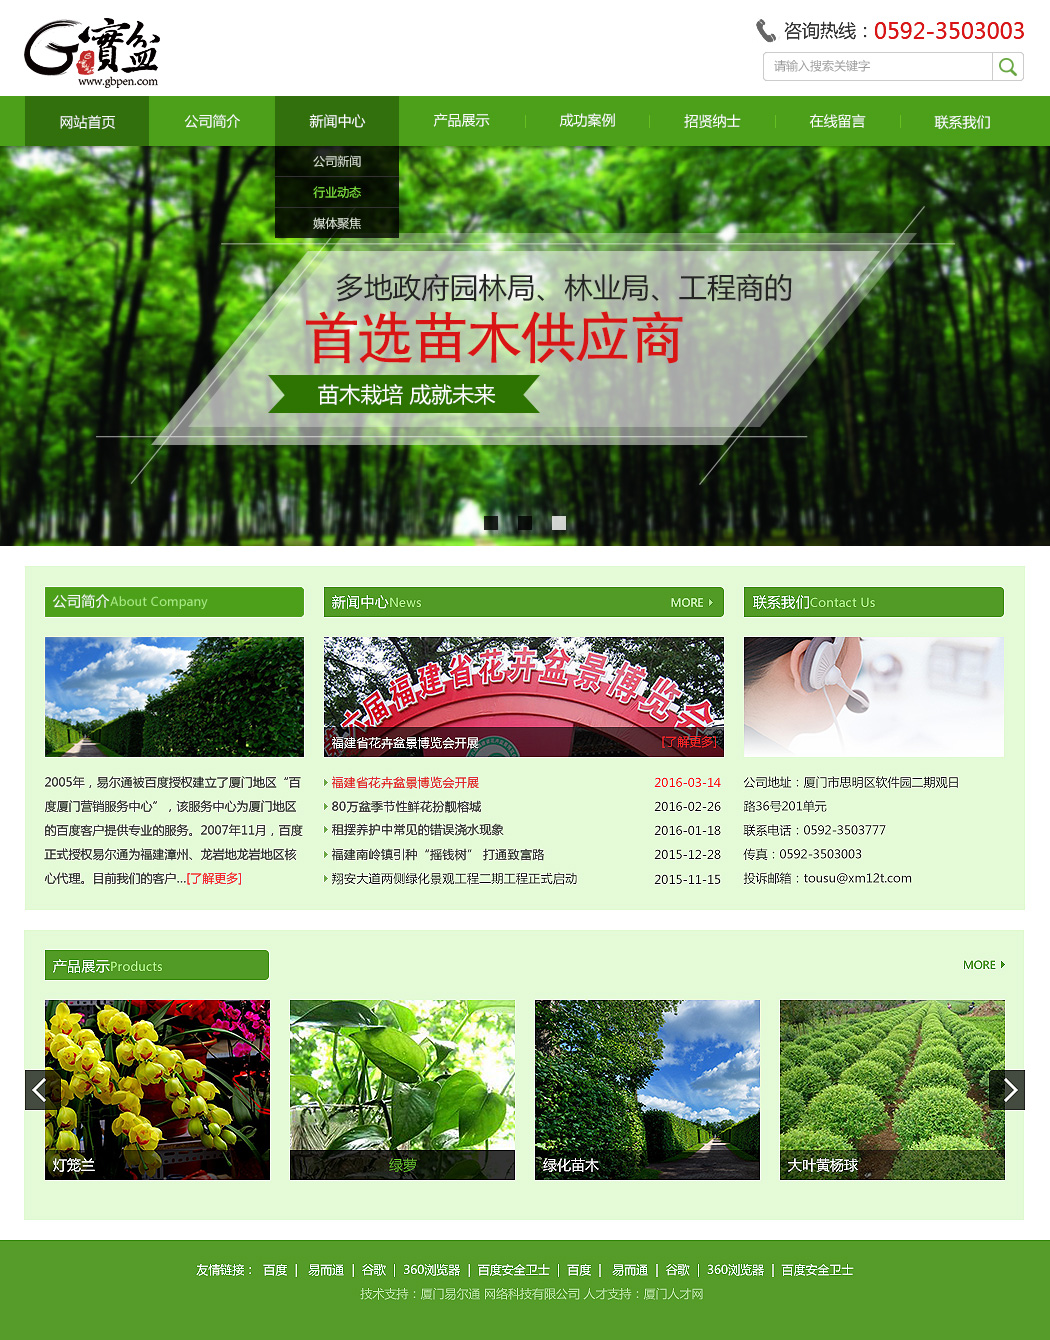 G寶盆
www.gbpen.com
咨询热线：0592-3503003
请输入搜索关键字
网站首页 公司简介 新闻中心 产品展示 成功案例 招贤纳士 在线留言 联系我们
公司新闻
行业动态
媒体聚焦
多地政府园林局、林业局、工程商的
首选苗木供应商
苗木栽培 成就未来
公司简介About Company
2005年，易尔通被百度授权建立了厦门地区“百
度厦门营销服务中心”，该服务中心为厦门地区
的百度客户提供专业的服务。2007年11月，百度
正式授权易尔通为福建漳州、龙岩地龙岩地区核
心代理。目前我们的客户...[了解更多]
新闻中心News MORE
六届福建省花卉盆景博览会
福建省花卉盆景博览会开展 [了解更多]
福建省花卉盆景博览会开展 2016-03-14
80万盆季节性鲜花扮靓榕城 2016-02-26
租摆养护中常见的错误浇水现象 2016-01-18
福建南岭镇引种“摇钱树” 打通致富路 2015-12-28
翔安大道两侧绿化景观工程二期工程正式启动 2015-11-15
联系我们Contact Us
公司地址：厦门市思明区软件园二期观日
路36号201单元
联系电话：0592-3503777
传真：0592-3503003
投诉邮箱：tousu@xm12t.com
产品展示Products MORE
灯笼兰 绿萝 绿化苗木 大叶黄杨球
友情链接： 百度 | 易而通 | 谷歌 | 360浏览器 | 百度安全卫士 | 百度 | 易而通 | 谷歌 | 360浏览器 | 百度安全卫士
技术支持：厦门易尔通 网络科技有限公司 人才支持：厦门人才网